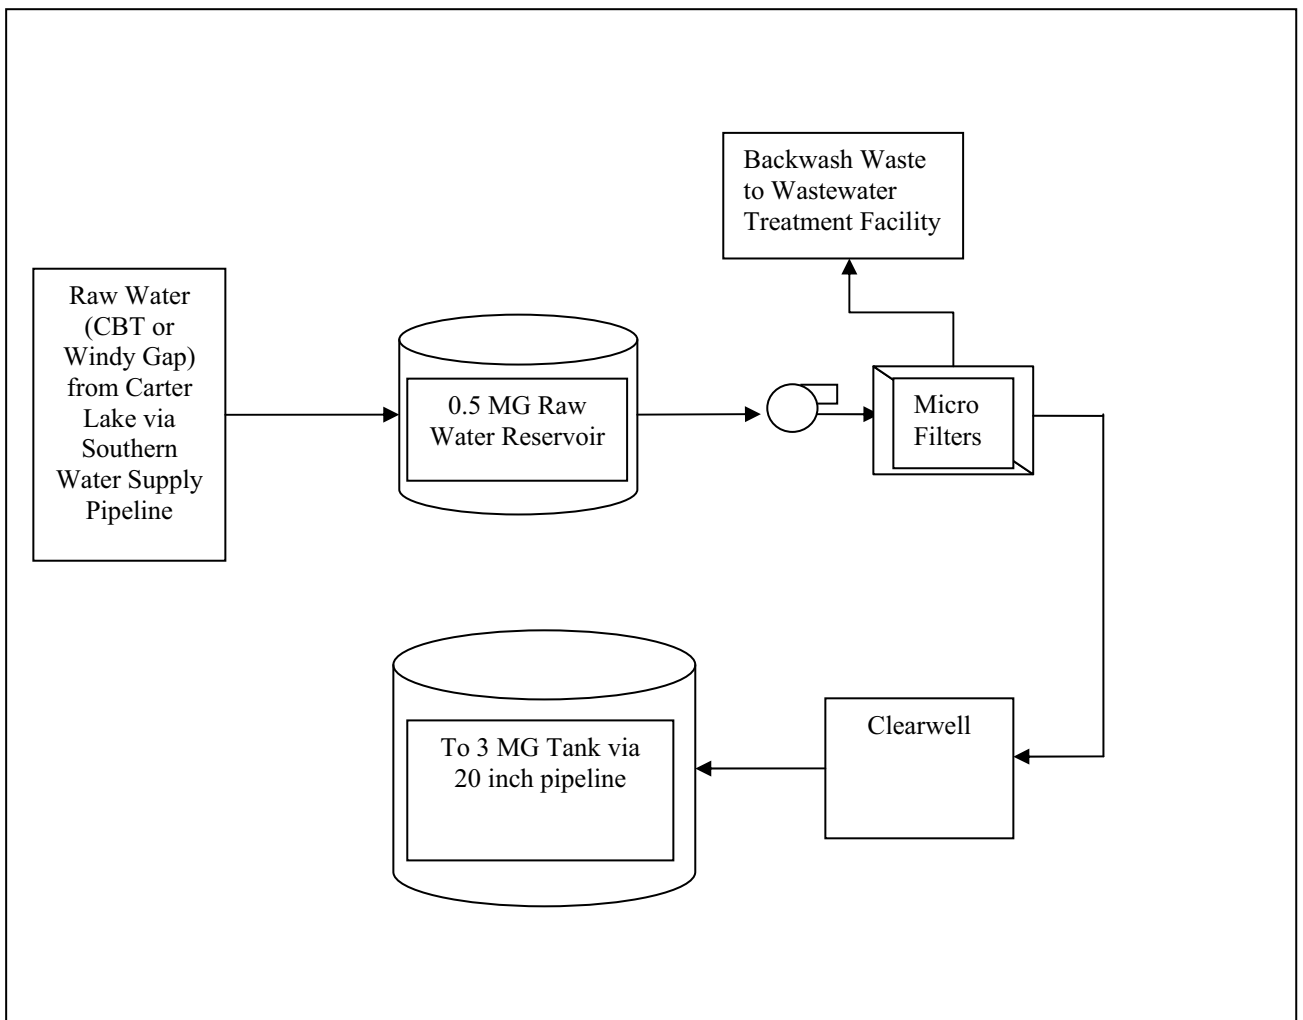 Backwash Waste
to Wastewater
Treatment Facility
Raw Water
(CBT or
Windy Gap)
from Carter
Lake via
Southern
Water Supply
Pipeline
0.5 MG Raw
Water Reservoir
Micro
Filters
To 3 MG Tank via
20 inch pipeline
Clearwell